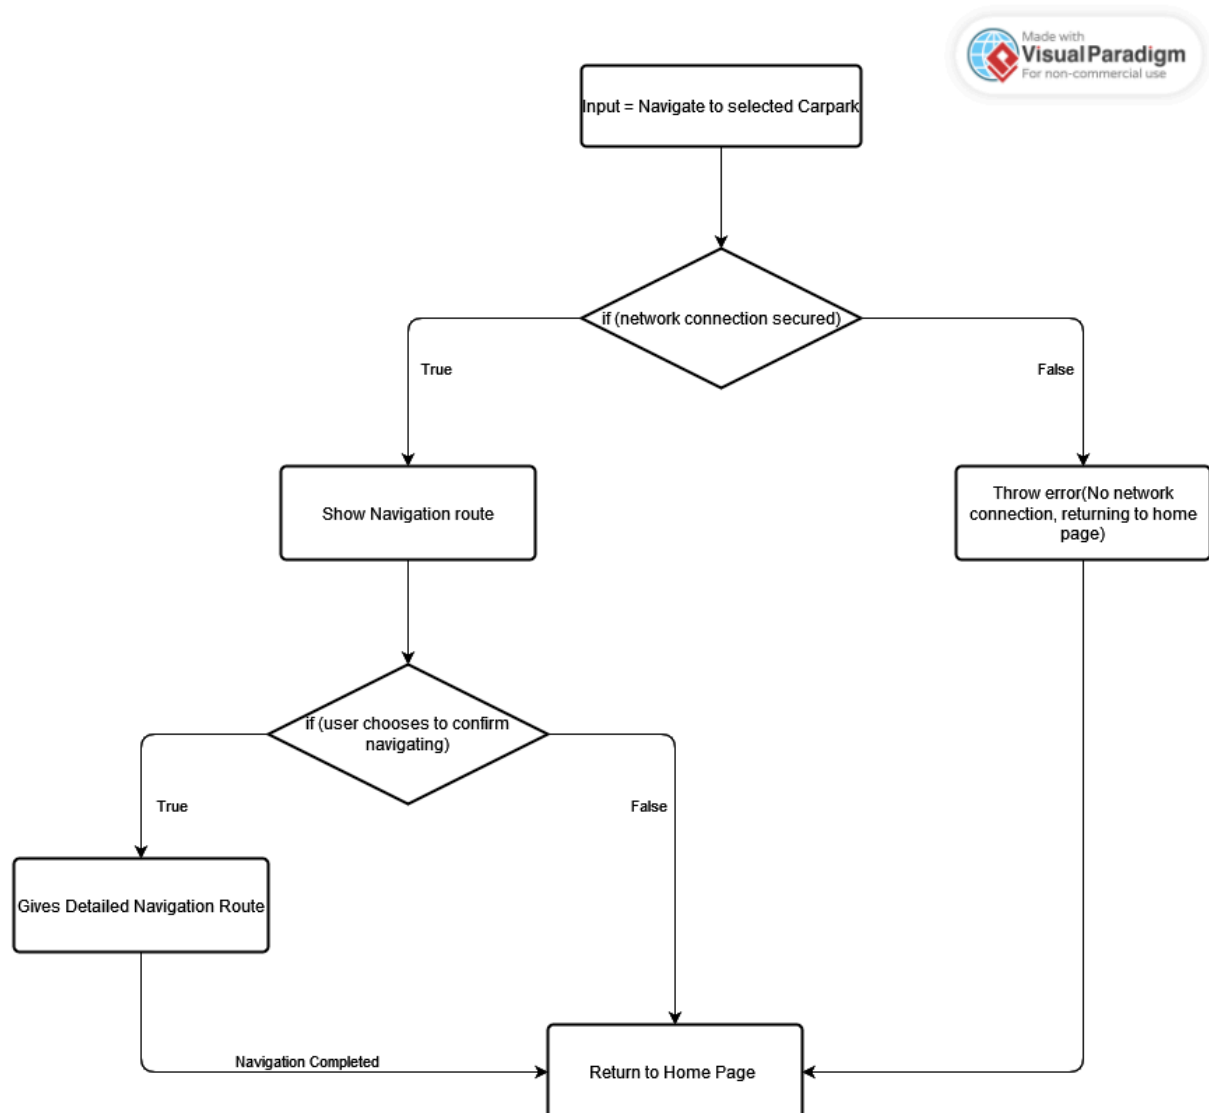 Made with
Visual Paradigm
For non-commercial use
Input = Navigate to selected Carpark
if (network connection secured)
True
False
Show Navigation route
Throw error(No network
connection, returning to home
page)
if (user chooses to confirm
navigating)
True
False
Gives Detailed Navigation Route
Navigation Completed
Return to Home Page